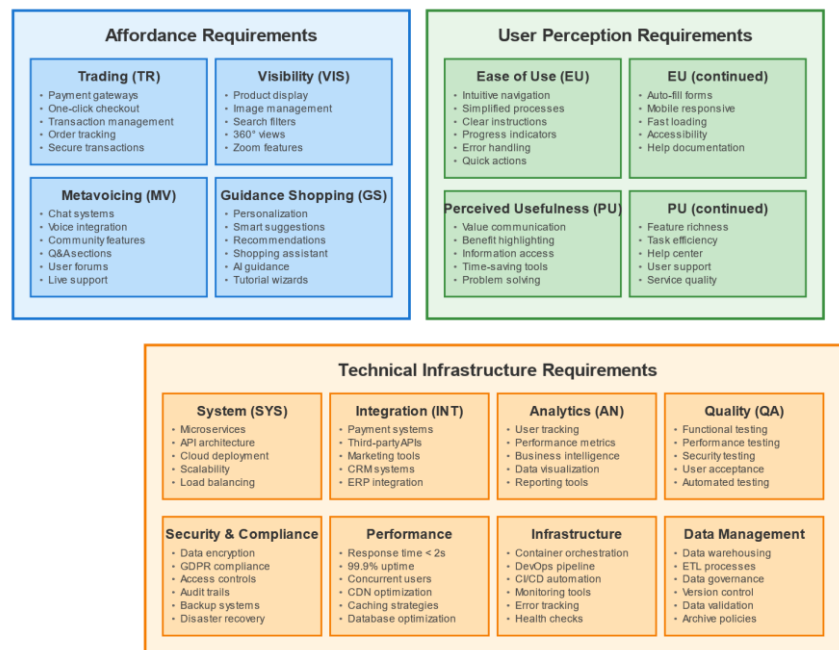 Affordance Requirements
Trading (TR)
• Payment gateways
• One-click checkout
• Transaction management
• Order tracking
• Secure transactions
Visibility (VIS)
• Product display
• Image management
• Search filters
• 360° views
• Zoom features
Metavoicing (MV)
• Chat systems
• Voice integration
• Community features
• Q&A sections
• User forums
• Live support
Guidance Shopping (GS)
• Personalization
• Smart suggestions
• Recommendations
• Shopping assistant
• AI guidance
• Tutorial wizards
User Perception Requirements
Ease of Use (EU)
• Intuitive navigation
• Simplified processes
• Clear instructions
• Progress indicators
• Error handling
• Quick actions
EU (continued)
• Auto-fill forms
• Mobile responsive
• Fast loading
• Accessibility
• Help documentation
Perceived Usefulness (PU)
• Value communication
• Benefit highlighting
• Information access
• Time-saving tools
• Problem solving
PU (continued)
• Feature richness
• Task efficiency
• Help center
• User support
• Service quality
Technical Infrastructure Requirements
System (SYS)
• Microservices
• API architecture
• Cloud deployment
• Scalability
• Load balancing
Integration (INT)
• Payment systems
• Third-party APIs
• Marketing tools
• CRM systems
• ERP integration
Analytics (AN)
• User tracking
• Performance metrics
• Business intelligence
• Data visualization
• Reporting tools
Quality (QA)
• Functional testing
• Performance testing
• Security testing
• User acceptance
• Automated testing
Security & Compliance
• Data encryption
• GDPR compliance
• Access controls
• Audit trails
• Backup systems
• Disaster recovery
Performance
• Response time < 2s
• 99.9% uptime
• Concurrent users
• CDN optimization
• Caching strategies
• Database optimization
Infrastructure
• Container orchestration
• DevOps pipeline
• CI/CD automation
• Monitoring tools
• Error tracking
• Health checks
Data Management
• Data warehousing
• ETL processes
• Data governance
• Version control
• Data validation
• Archive policies